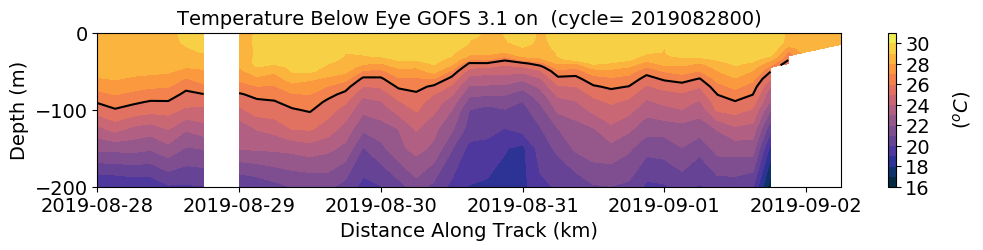 Temperature Below Eye GOFS 3.1 on  (cycle= 2019082800)
0
−100
−200
Depth (m)
2019-08-28 2019-08-29 2019-08-30 2019-08-31 2019-09-01 2019-09-02
Distance Along Track (km)
30
28
26
24
22
20
18
16
(°C)